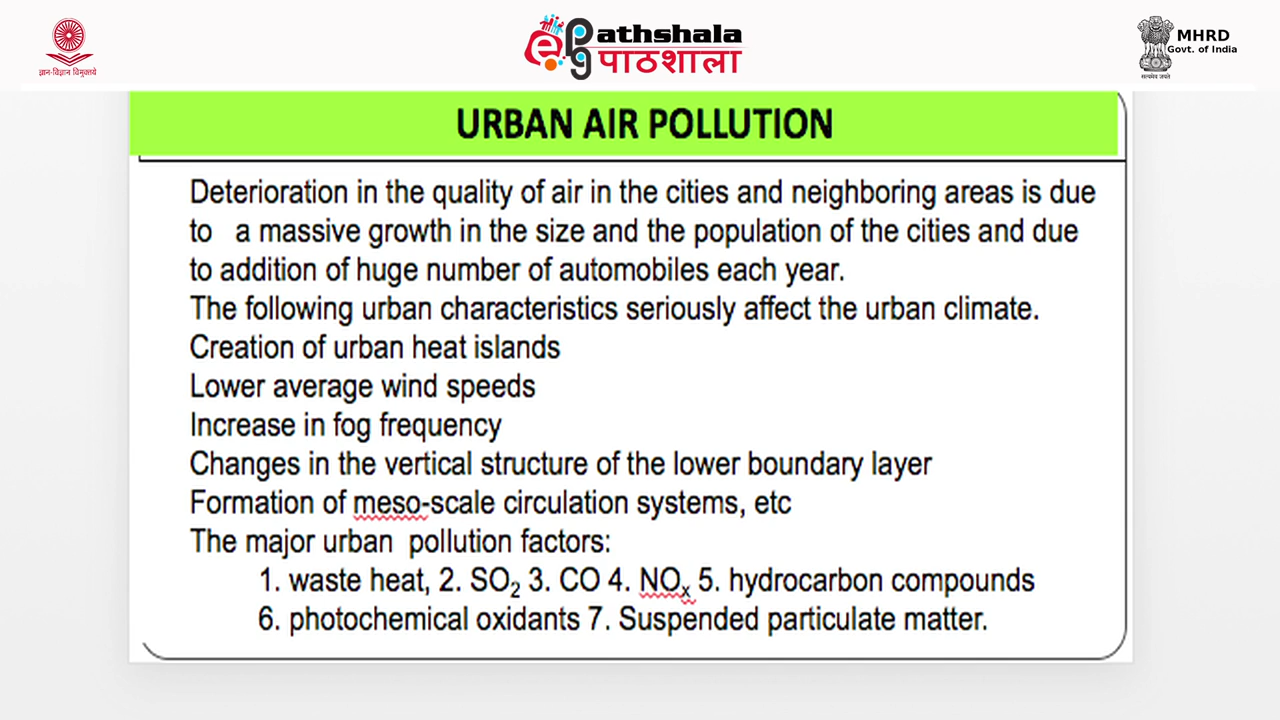 ज्ञान-विज्ञान विमुक्तये
ePathshala
पाठशाला
MHRD
Govt. of India
सत्यमेव जयते
URBAN AIR POLLUTION
Deterioration in the quality of air in the cities and neighboring areas is due
to a massive growth in the size and the population of the cities and due
to addition of huge number of automobiles each year.
The following urban characteristics seriously affect the urban climate.
Creation of urban heat islands
Lower average wind speeds
Increase in fog frequency
Changes in the vertical structure of the lower boundary layer
Formation of meso-scale circulation systems, etc
The major urban pollution factors:
1. waste heat, 2. SO₂ 3. CO 4. NOₓ 5. hydrocarbon compounds
6. photochemical oxidants 7. Suspended particulate matter.